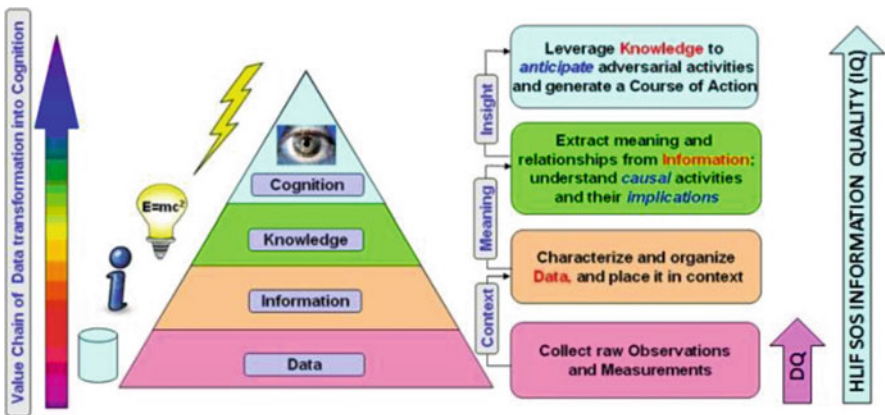 Value Chain of Data transformation into Cognition
E=mc²
i
Cognition
Knowledge
Information
Data
Insight
Meaning
Context
Leverage Knowledge to
anticipate adversarial activities
and generate a Course of Action
Extract meaning and
relationships from Information;
understand causal activities
and their implications
Characterize and organize
Data, and place it in context
Collect raw Observations
and Measurements
DQ
HLIF SOS INFORMATION QUALITY (IQ)